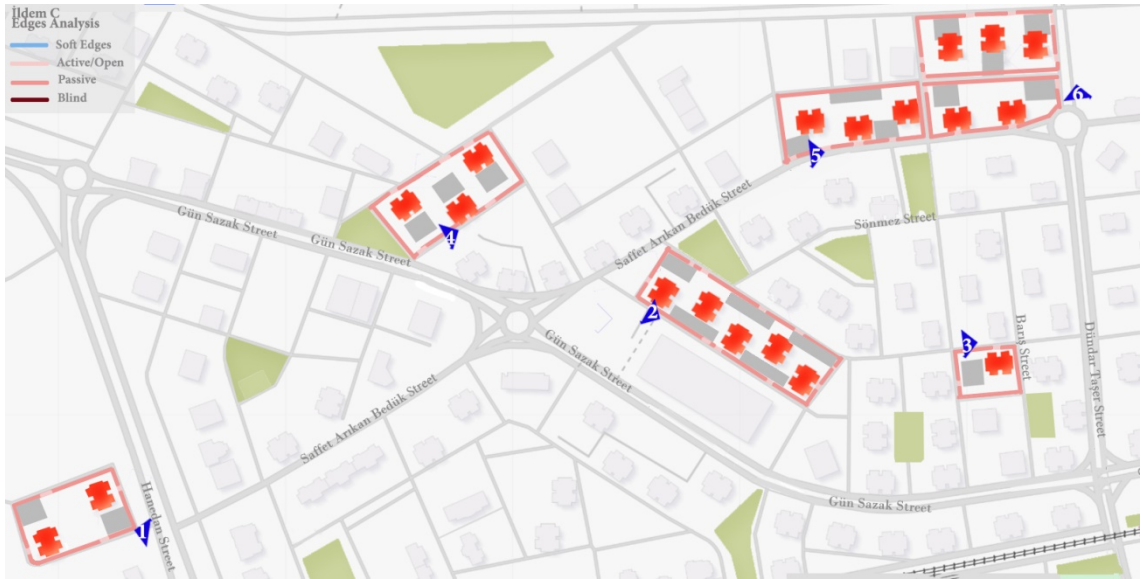 İldem C
Edges Analysis
Soft Edges
Active/Open
Passive
Blind
6
5
Gün Sazak Street
Gün Sazak Street
4
Saffet Arıkan Bedük Street
Sönmez Street
2
Gün Sazak Street
3
Barış Street
Dündar Taşer Street
Saffet Arıkan Bedük Street
Hanedan Street
1
Gün Sazak Street